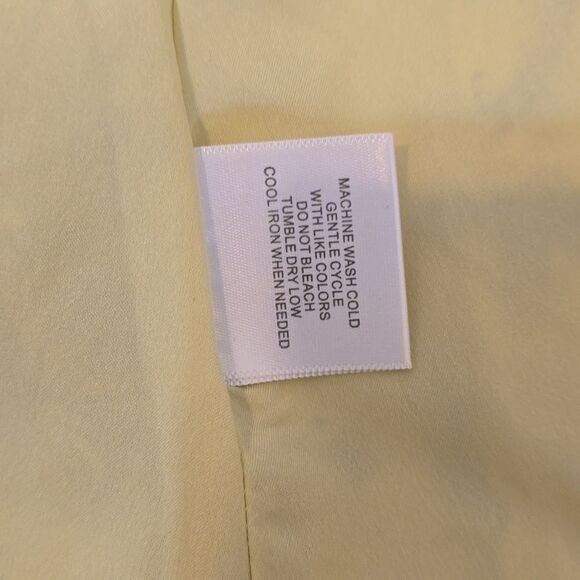 MACHINE WASH COLD
GENTLE CYCLE
WITH LIKE COLORS
DO NOT BLEACH
TUMBLE DRY LOW
COOL IRON WHEN NEEDED